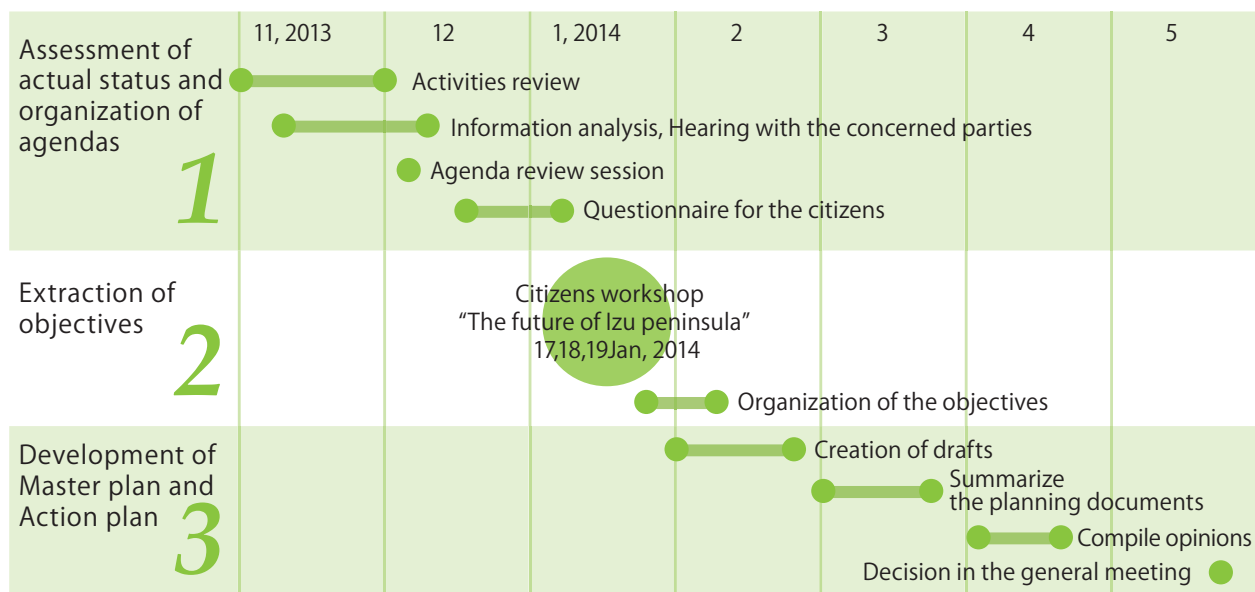 11, 2013
12
1, 2014
2
3
4
5
Assessment of
actual status and
organization of
agendas
1
Activities review
Information analysis, Hearing with the concerned parties
Agenda review session
Questionnaire for the citizens
Extraction of
objectives
2
Citizens workshop
“The future of Izu peninsula”
17,18,19Jan, 2014
Organization of the objectives
Development of
Master plan and
Action plan
3
Creation of drafts
Summarize
the planning documents
Compile opinions
Decision in the general meeting